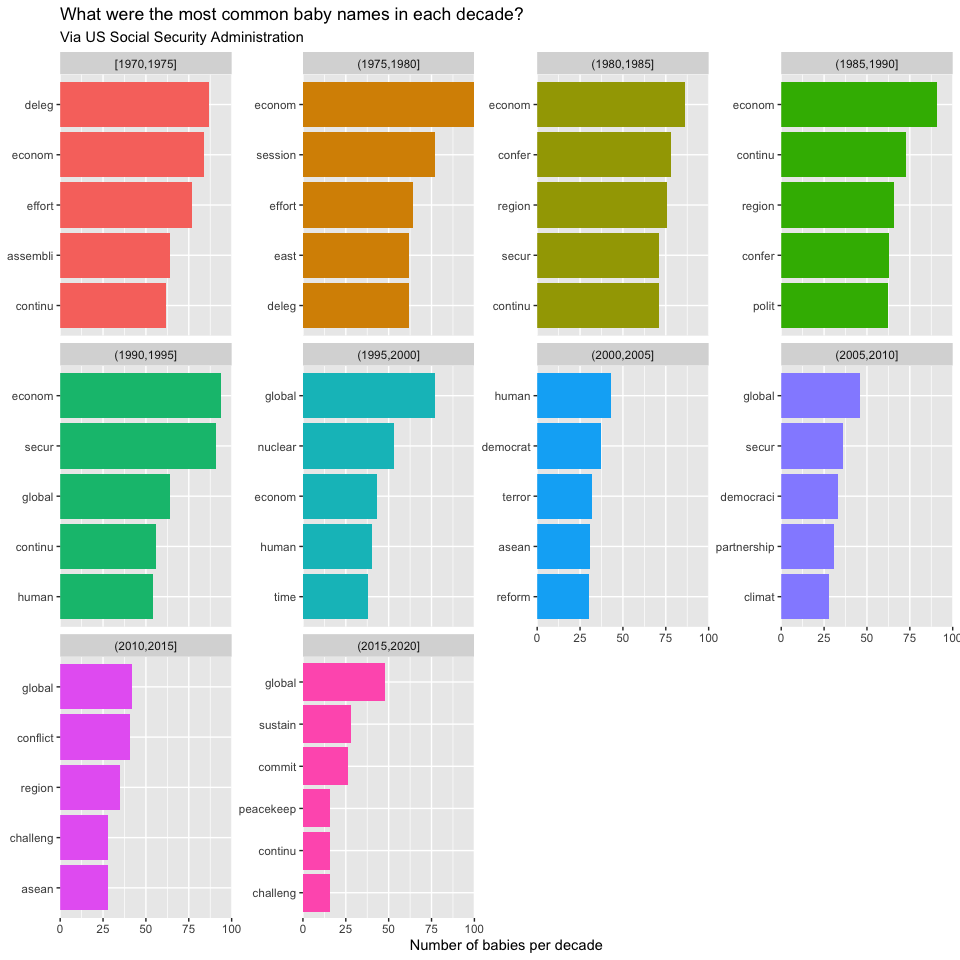 What were the most common baby names in each decade?
Via US Social Security Administration
[1970,1975]
deleg
econom
effort
assembli
continu
(1975,1980]
econom
session
effort
east
deleg
(1980,1985]
econom
confer
region
secur
continu
(1985,1990]
econom
continu
region
confer
polit
(1990,1995]
econom
secur
global
continu
human
(1995,2000]
global
nuclear
econom
human
time
(2000,2005]
human
democrat
terror
asean
reform
0 25 50 75 100
(2005,2010]
global
secur
democraci
partnership
climat
0 25 50 75 100
(2010,2015]
global
conflict
region
challeng
asean
0 25 50 75 100
(2015,2020]
global
sustain
commit
peacekeep
continu
challeng
0 25 50 75 100
Number of babies per decade